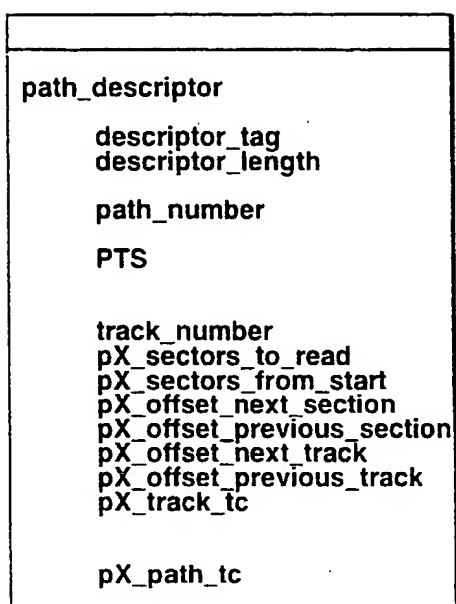 path_descriptor
descriptor_tag
descriptor_length
path_number
PTS
track_number
pX_sectors_to_read
pX_sectors_from_start
pX_offset_next_section
pX_offset_previous_section
pX_offset_next_track
pX_offset_previous_track
pX_track_tc
pX_path_tc